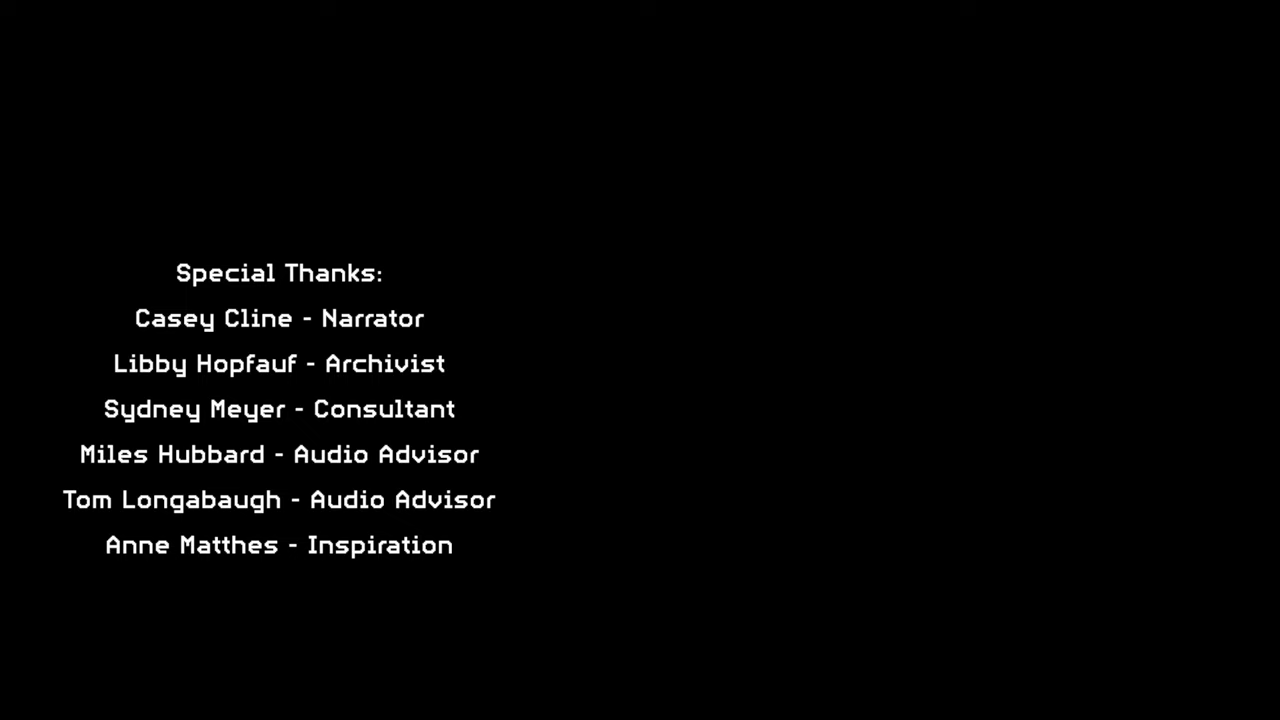 Special Thanks:
Casey Cline - Narrator
Libby Hopfauf - Archivist
Sydney Meyer - Consultant
Miles Hubbard - Audio Advisor
Tom Longabaugh - Audio Advisor
Anne Matthes - Inspiration